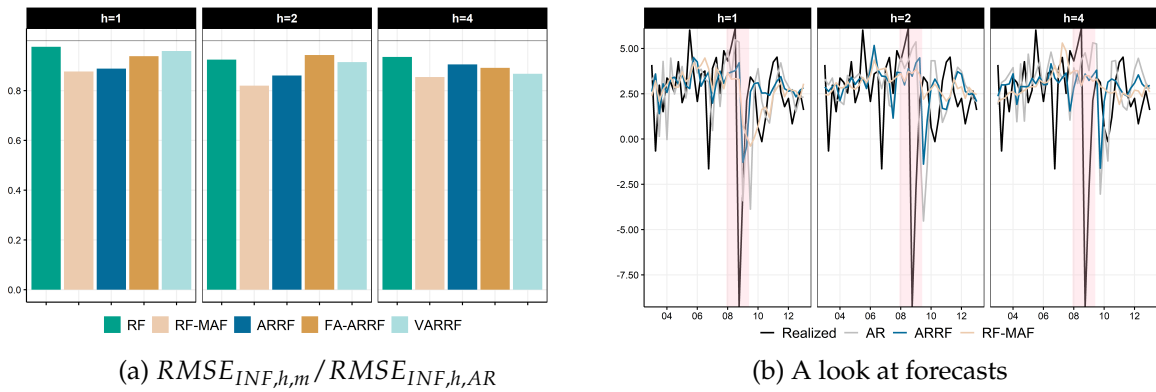 h=1 h=2 h=4
0.8
0.6
0.4
0.2
0.0
RF RF-MAF ARRF FA-ARRF VARRF
(a) RMSE_{INF,h,m}/RMSE_{INF,h,AR}
h=1 h=2 h=4
5.00
2.50
0.00
-2.50
-5.00
-7.50
04 06 08 10 12 04 06 08 10 12 04 06 08 10 12
Realized AR ARRF RF-MAF
(b) A look at forecasts